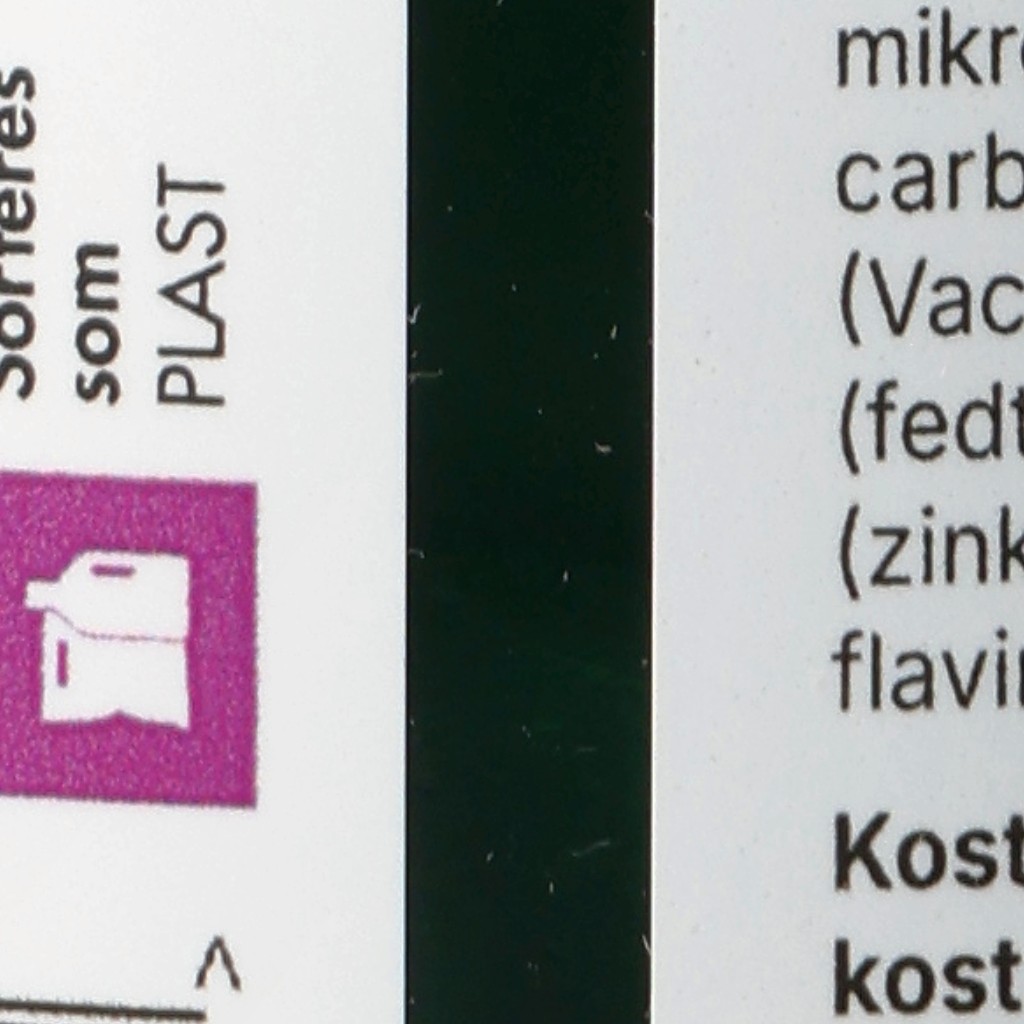 Sorteres
som
PLAST
mikr
carb
(Vac
(fedt
(zink
flavi
Kost
kost